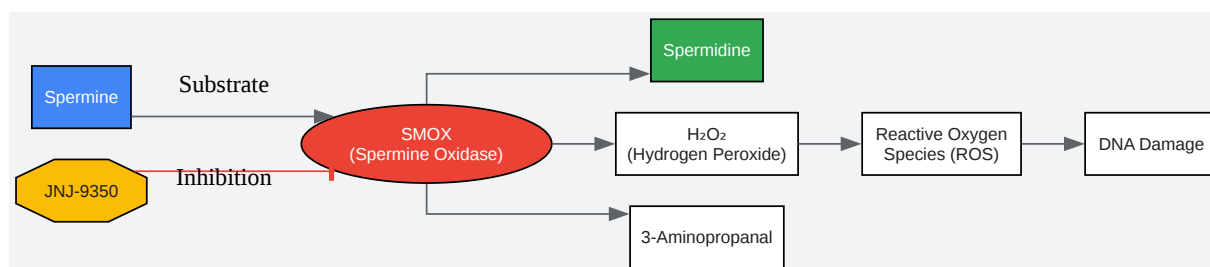 Spermidine
Spermine
Substrate
SMOX
(Spermine Oxidase)
H₂O₂
(Hydrogen Peroxide)
Reactive Oxygen
Species (ROS)
DNA Damage
JNJ-9350
Inhibition
3-Aminopropanal